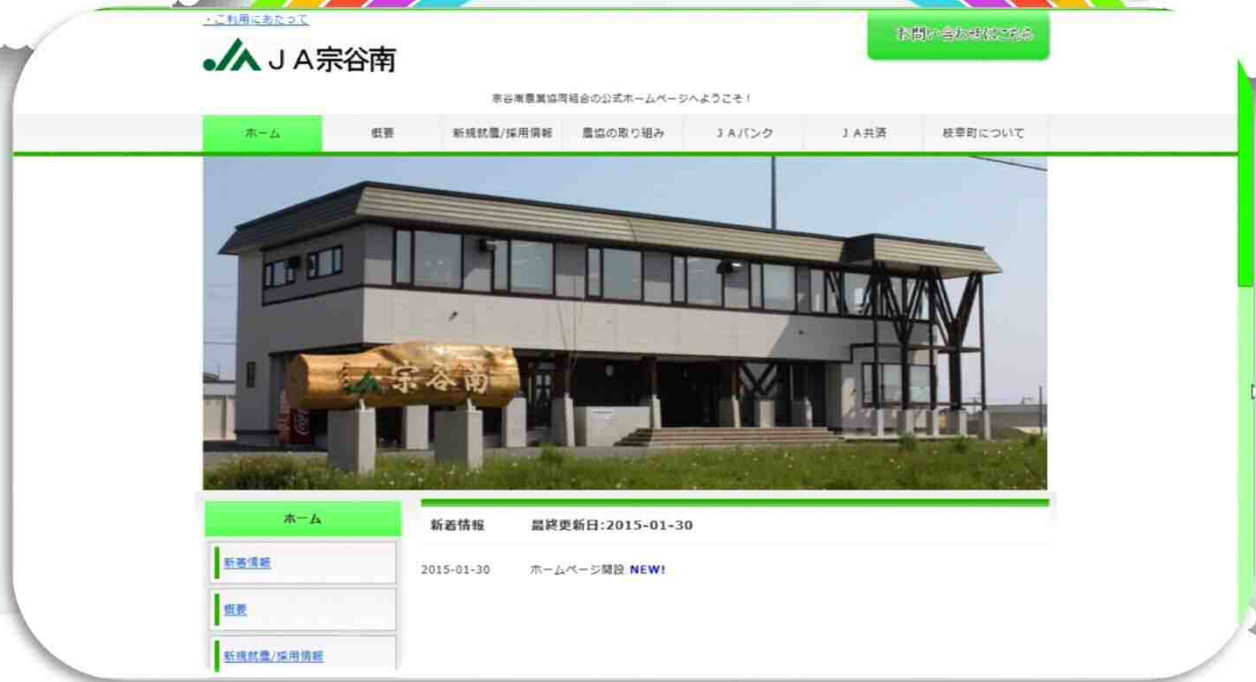 ・ご利用にあたって
お問い合わせはこちら
JA宗谷南
宗谷南農業協同組合の公式ホームページへようこそ！
ホーム 概要 新規就農/採用情報 農協の取り組み JAバンク JA共済 枝幸町について
宗谷南
ホーム
新着情報 最終更新日:2015-01-30
新着情報
2015-01-30 ホームページ開設 NEW!
概要
新規就農/採用情報